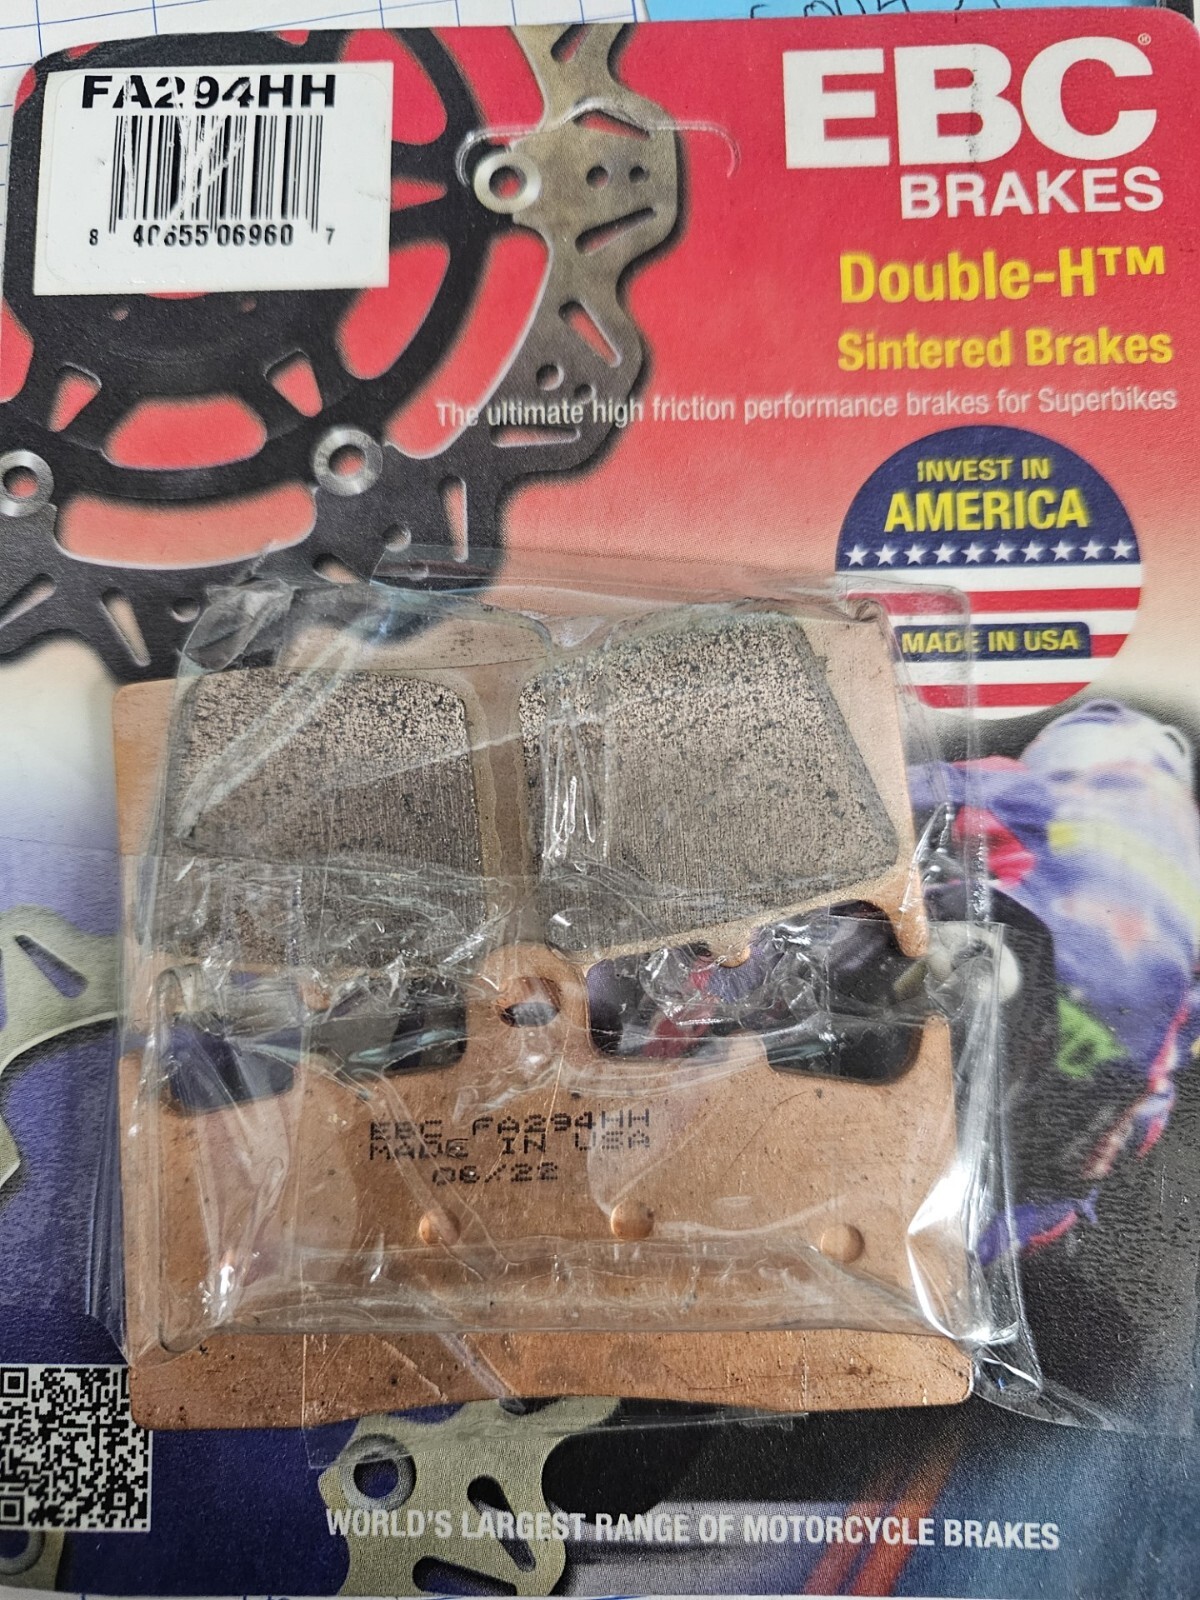 FA294HH
8 40655 06960 7
EBC®
BRAKES
Double-H™
Sintered Brakes
The ultimate high friction performance brakes for Superbikes
INVEST IN
AMERICA
MADE IN USA
EBC FA294HH
MADE IN USA
06/22
WORLD'S LARGEST RANGE OF MOTORCYCLE BRAKES